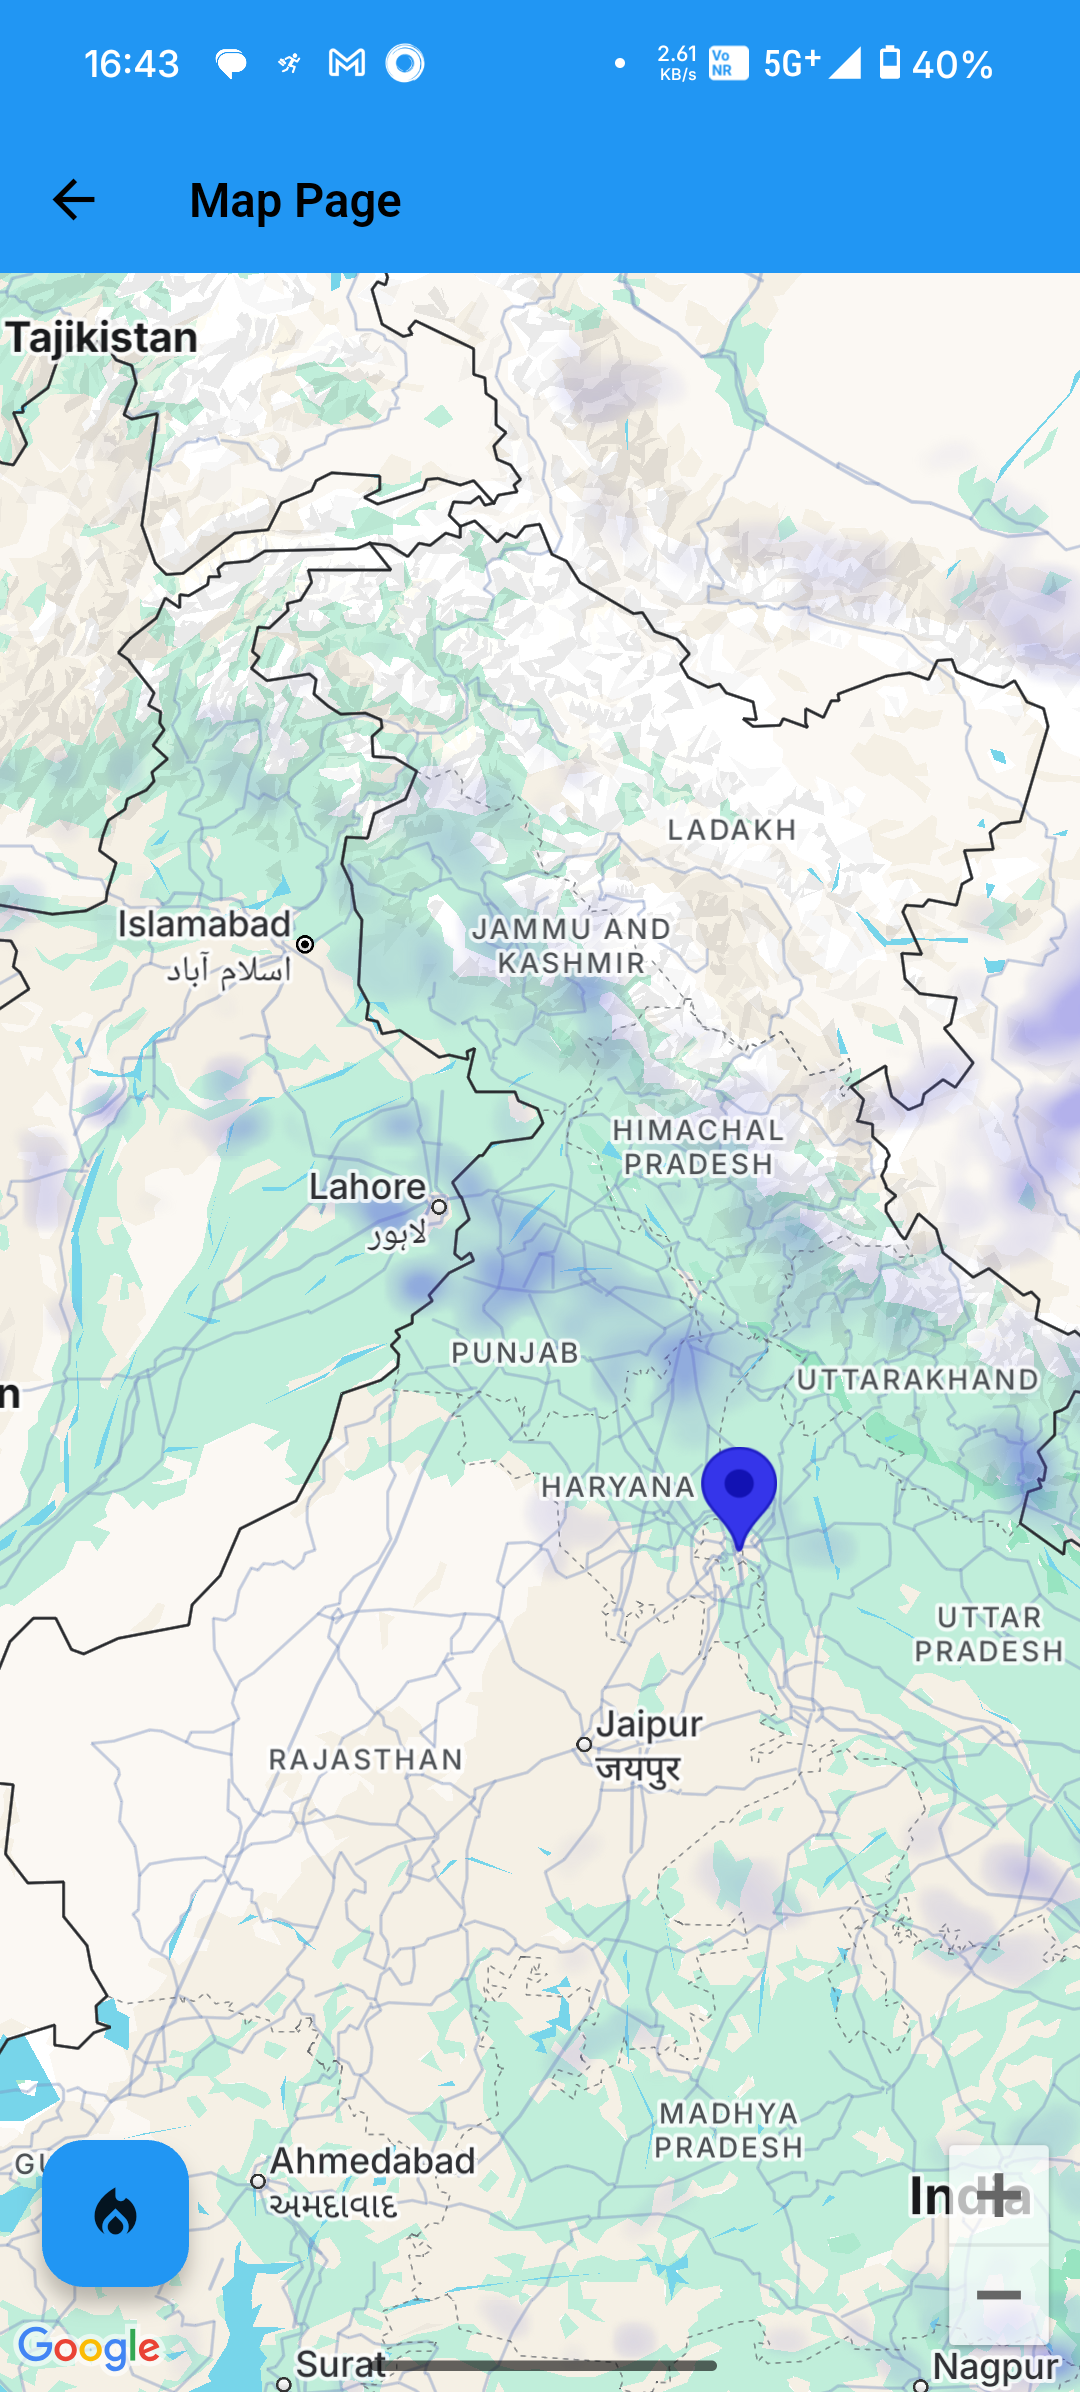 16:43
2.61
KB/s
Vo
NR
5G+
40%
Map Page
Tajikistan
LADAKH
Islamabad
اسلام آباد
JAMMU AND
KASHMIR
HIMACHAL
PRADESH
Lahore
لاہور
PUNJAB
UTTARAKHAND
n
HARYANA
UTTAR
PRADESH
Jaipur
जयपुर
RAJASTHAN
MADHYA
PRADESH
GU
Ahmedabad
અમદાવાદ
India
Google
Surat
Nagpur